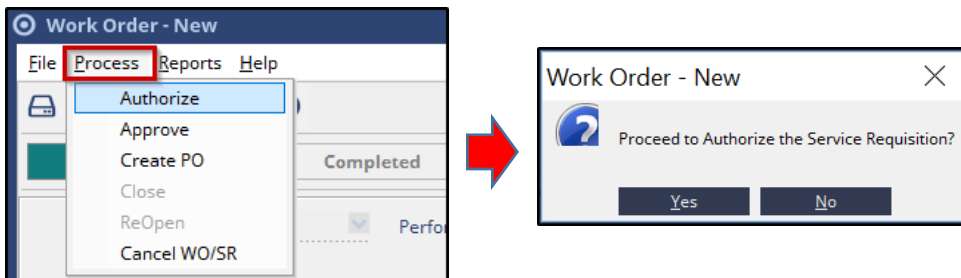 Work Order - New
File Process Reports Help
Authorize
Approve
Create PO
Completed
Close
ReOpen
Perfor
Cancel WO/SR
Work Order - New
Proceed to Authorize the Service Requisition?
Yes No